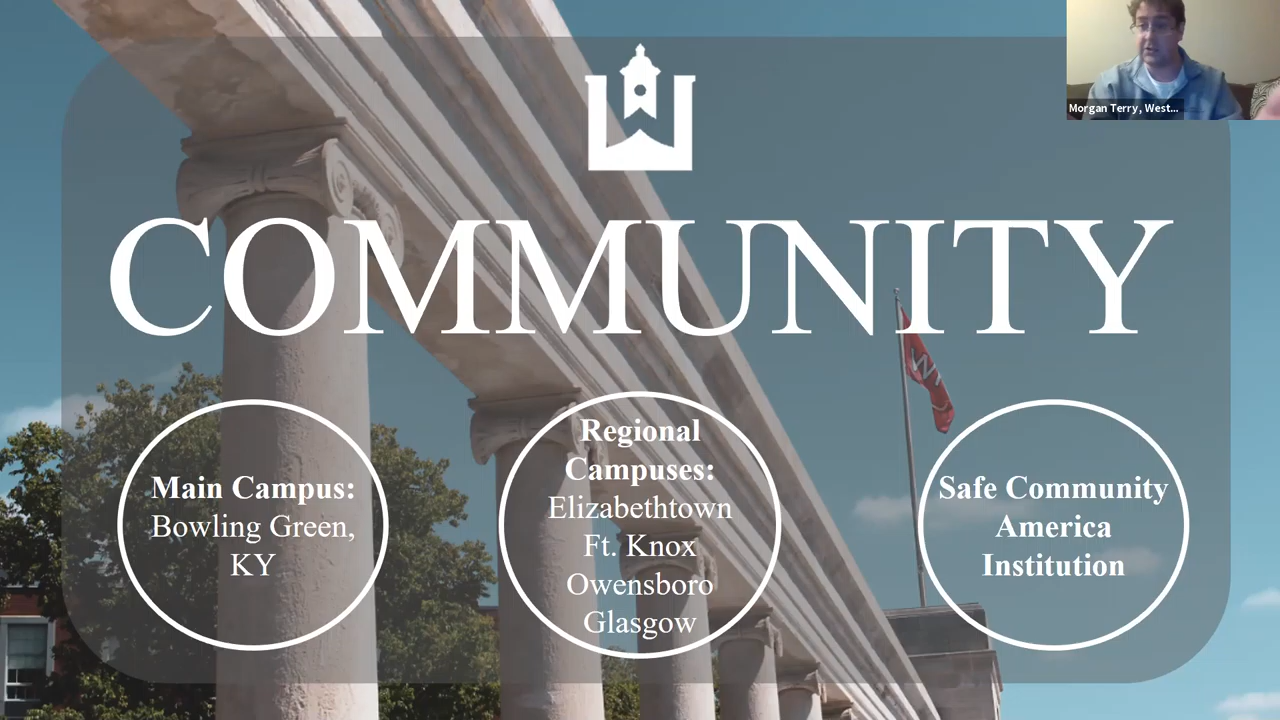 Morgan Terry, West...
COMMUNITY
Main Campus:
Bowling Green,
KY
Regional
Campuses:
Elizabethtown
Ft. Knox
Owensboro
Glasgow
Safe Community
America
Institution